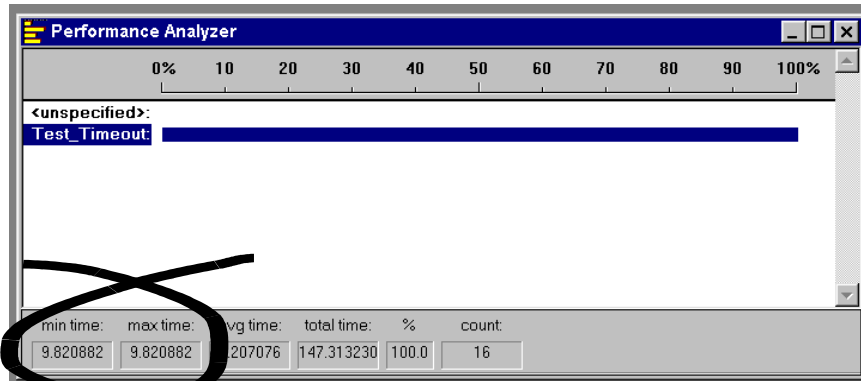 Performance Analyzer
0% 10 20 30 40 50 60 70 80 90 100%
<unspecified>:
Test_Timeout:
min time: max time: vg time: total time: % count:
9.820882 9.820882 .207076 147.313230 100.0 16